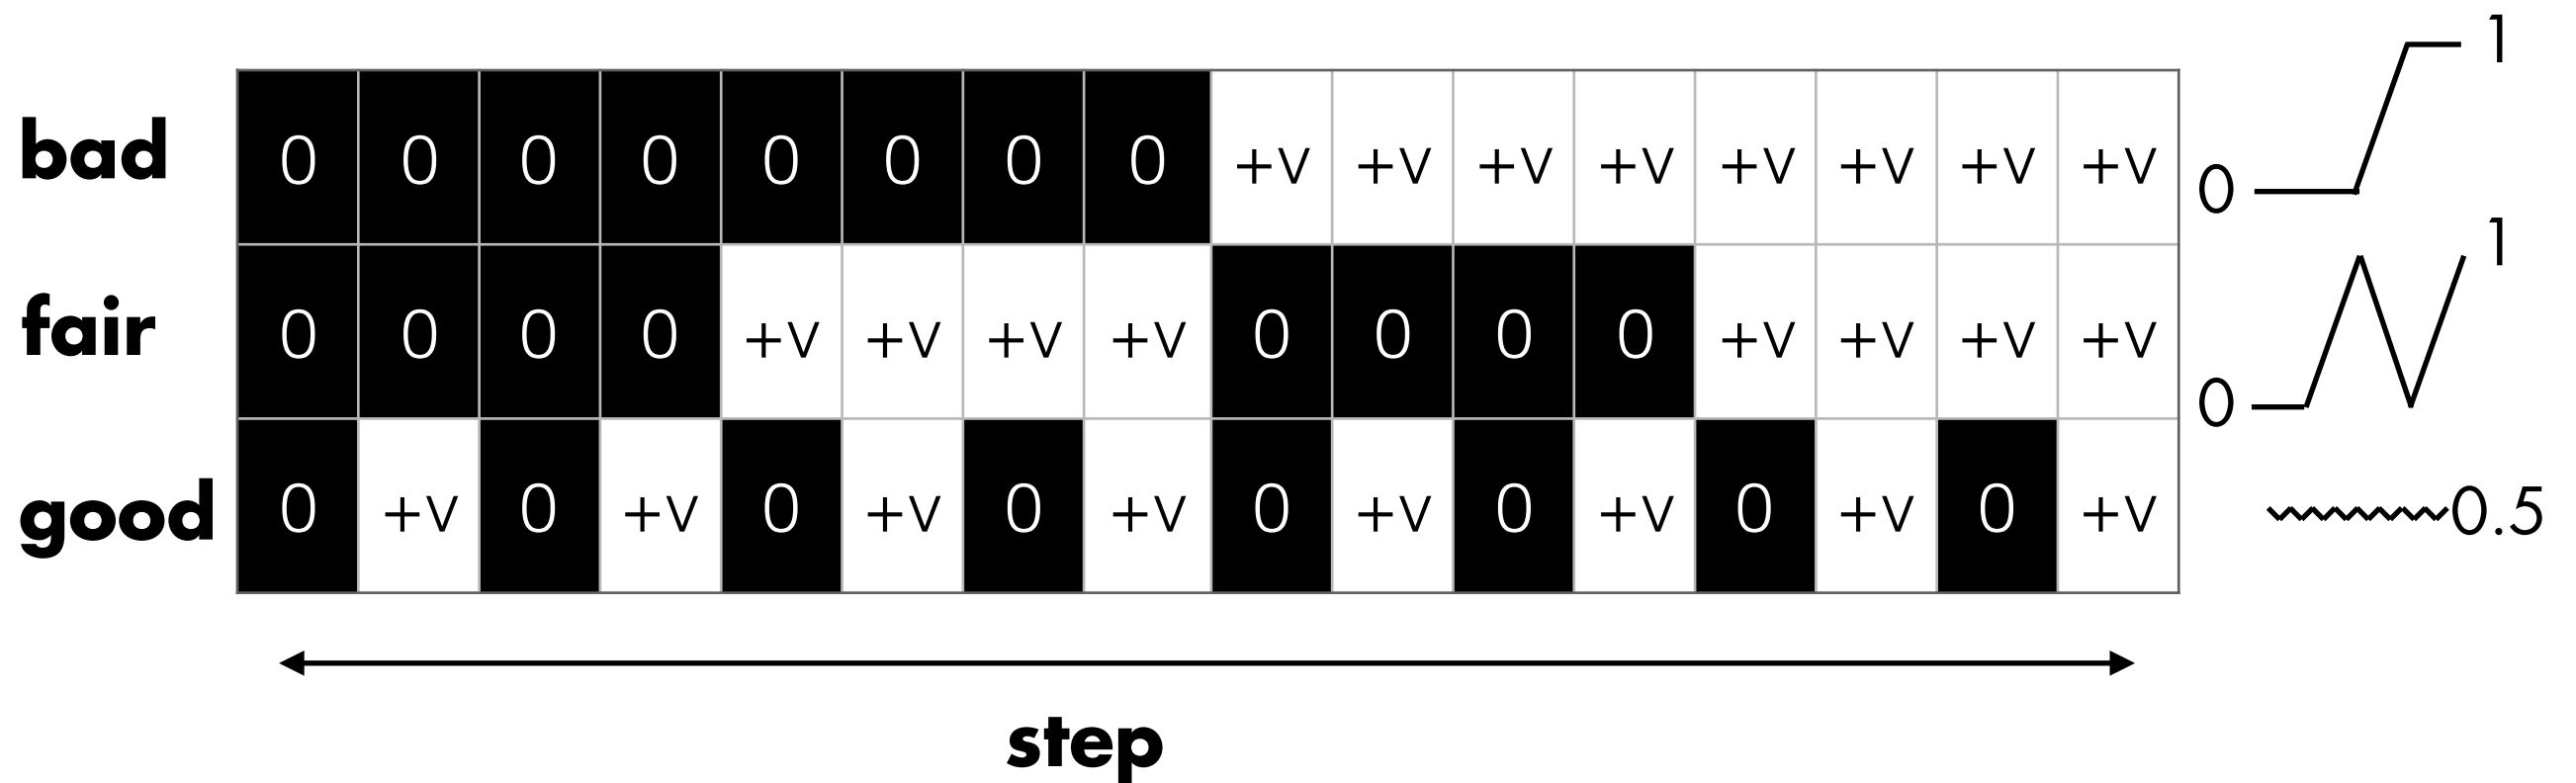 1
bad 0 0 0 0 0 0 0 0 +V +V +V +V +V +V +V +V 0
1
fair 0 0 0 0 +V +V +V +V 0 0 0 0 +V +V +V +V 0
good 0 +V 0 +V 0 +V 0 +V 0 +V 0 +V 0 +V 0 +V 0.5
step